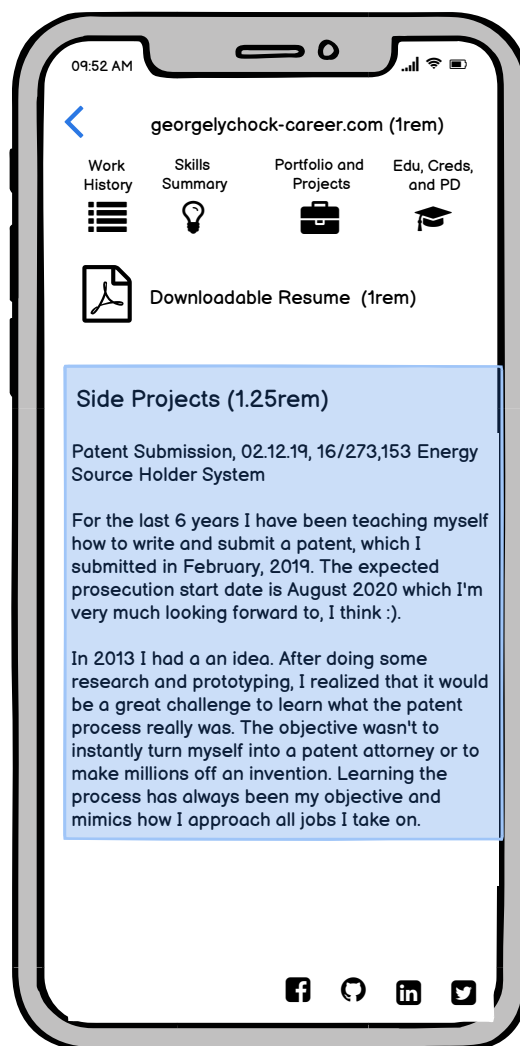 09:52 AM
georgelychock-career.com (1rem)
Work
History
Skills
Summary
Portfolio and
Projects
Edu, Creds,
and PD
Downloadable Resume (1rem)
Side Projects (1.25rem)
Patent Submission, 02.12.19, 16/273,153 Energy
Source Holder System
For the last 6 years I have been teaching myself
how to write and submit a patent, which I
submitted in February, 2019. The expected
prosecution start date is August 2020 which I'm
very much looking forward to, I think :).
In 2013 I had a an idea. After doing some
research and prototyping, I realized that it would
be a great challenge to learn what the patent
process really was. The objective wasn't to
instantly turn myself into a patent attorney or to
make millions off an invention. Learning the
process has always been my objective and
mimics how I approach all jobs I take on.